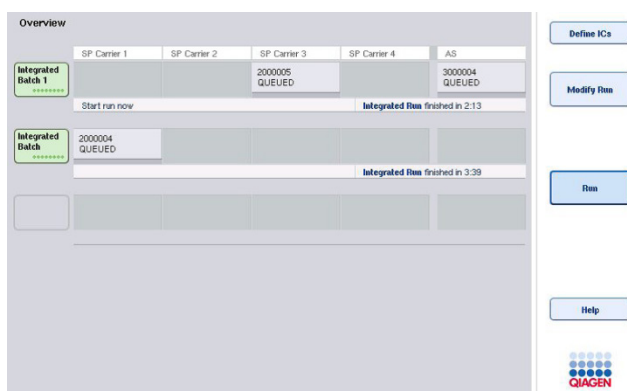 Overview
Define ICs
SP Carrier 1 SP Carrier 2 SP Carrier 3 SP Carrier 4 AS
Integrated
Batch 1
********
2000005
QUEUED
3000004
QUEUED
Modify Run
Start run now Integrated Run finished in 2:13
Integrated
Batch
********
2000004
QUEUED
Integrated Run finished in 3:39
Run
Help
QIAGEN